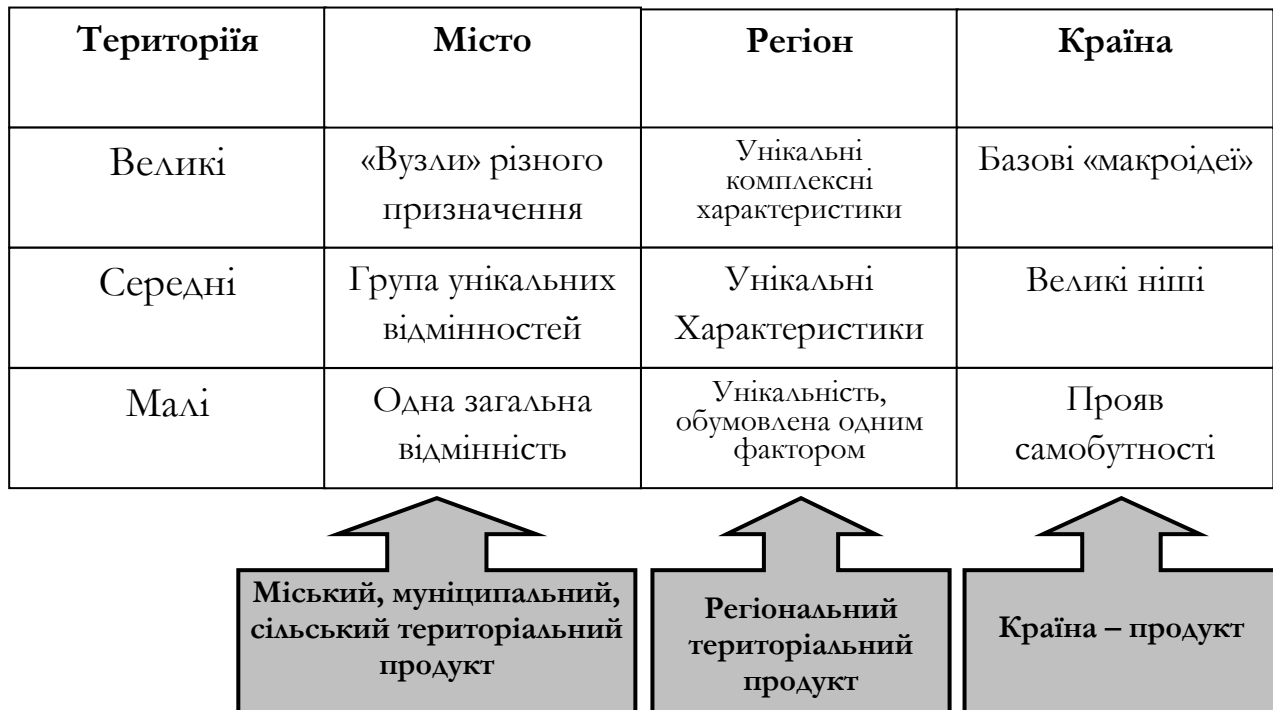 Териториїя Місто Регіон Країна
Великі
«Вузли» різного
призначення
Унікальні
комплексні
характеристики
Базові «макроідеї»
Середні
Група унікальних
відмінностей
Унікальні
Характеристики
Великі ніші
Малі
Одна загальна
відмінність
Унікальність,
обумовлена одним
фактором
Прояв
самобутності
Міський, муніципальний,
сільський територіальний
продукт
Регіональний
територіальний
продукт
Країна – продукт